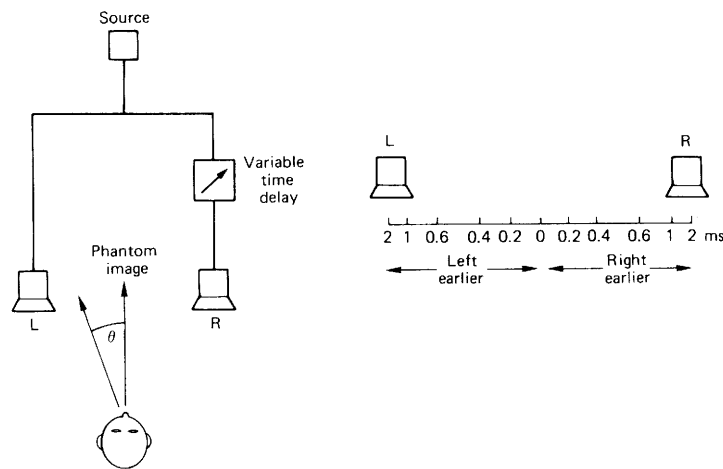 Source
Variable
time
delay
Phantom
image
L
R
θ
L
R
2 1 0.6 0.4 0.2 0 0.2 0.4 0.6 1 2 ms
Left
earlier
Right
earlier